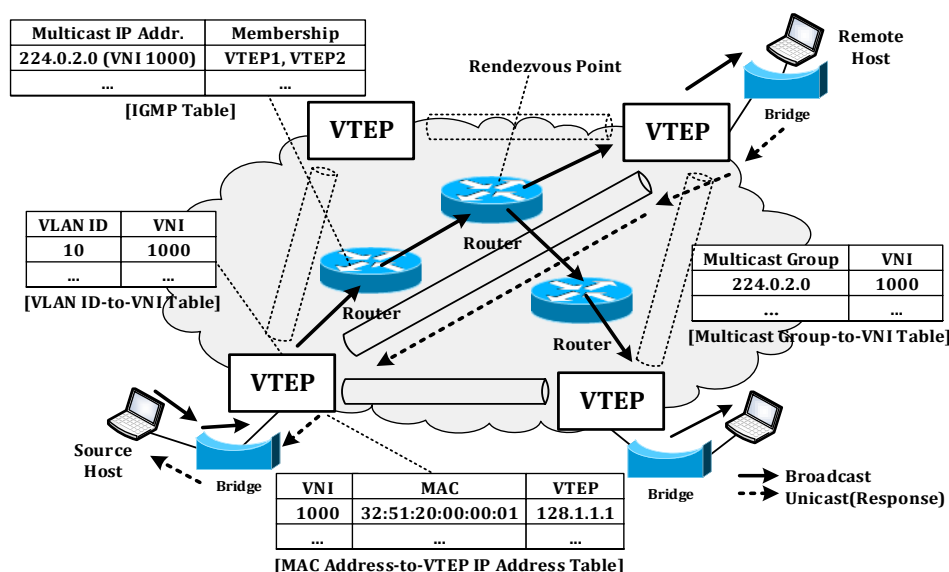 Multicast IP Addr. Membership
224.0.2.0 (VNI 1000) VTEP1, VTEP2
... ...
[IGMP Table]
Rendezvous Point
Remote
Host
Bridge
VTEP
VTEP
VLAN ID VNI
10 1000
... ...
[VLAN ID-to-VNI Table]
Router
Router
Router
Multicast Group VNI
224.0.2.0 1000
... ...
[Multicast Group-to-VNI Table]
VTEP
VTEP
Source
Host
Bridge
Bridge
Broadcast
Unicast(Response)
VNI MAC VTEP
1000 32:51:20:00:00:01 128.1.1.1
... ... ...
[MAC Address-to-VTEP IP Address Table]